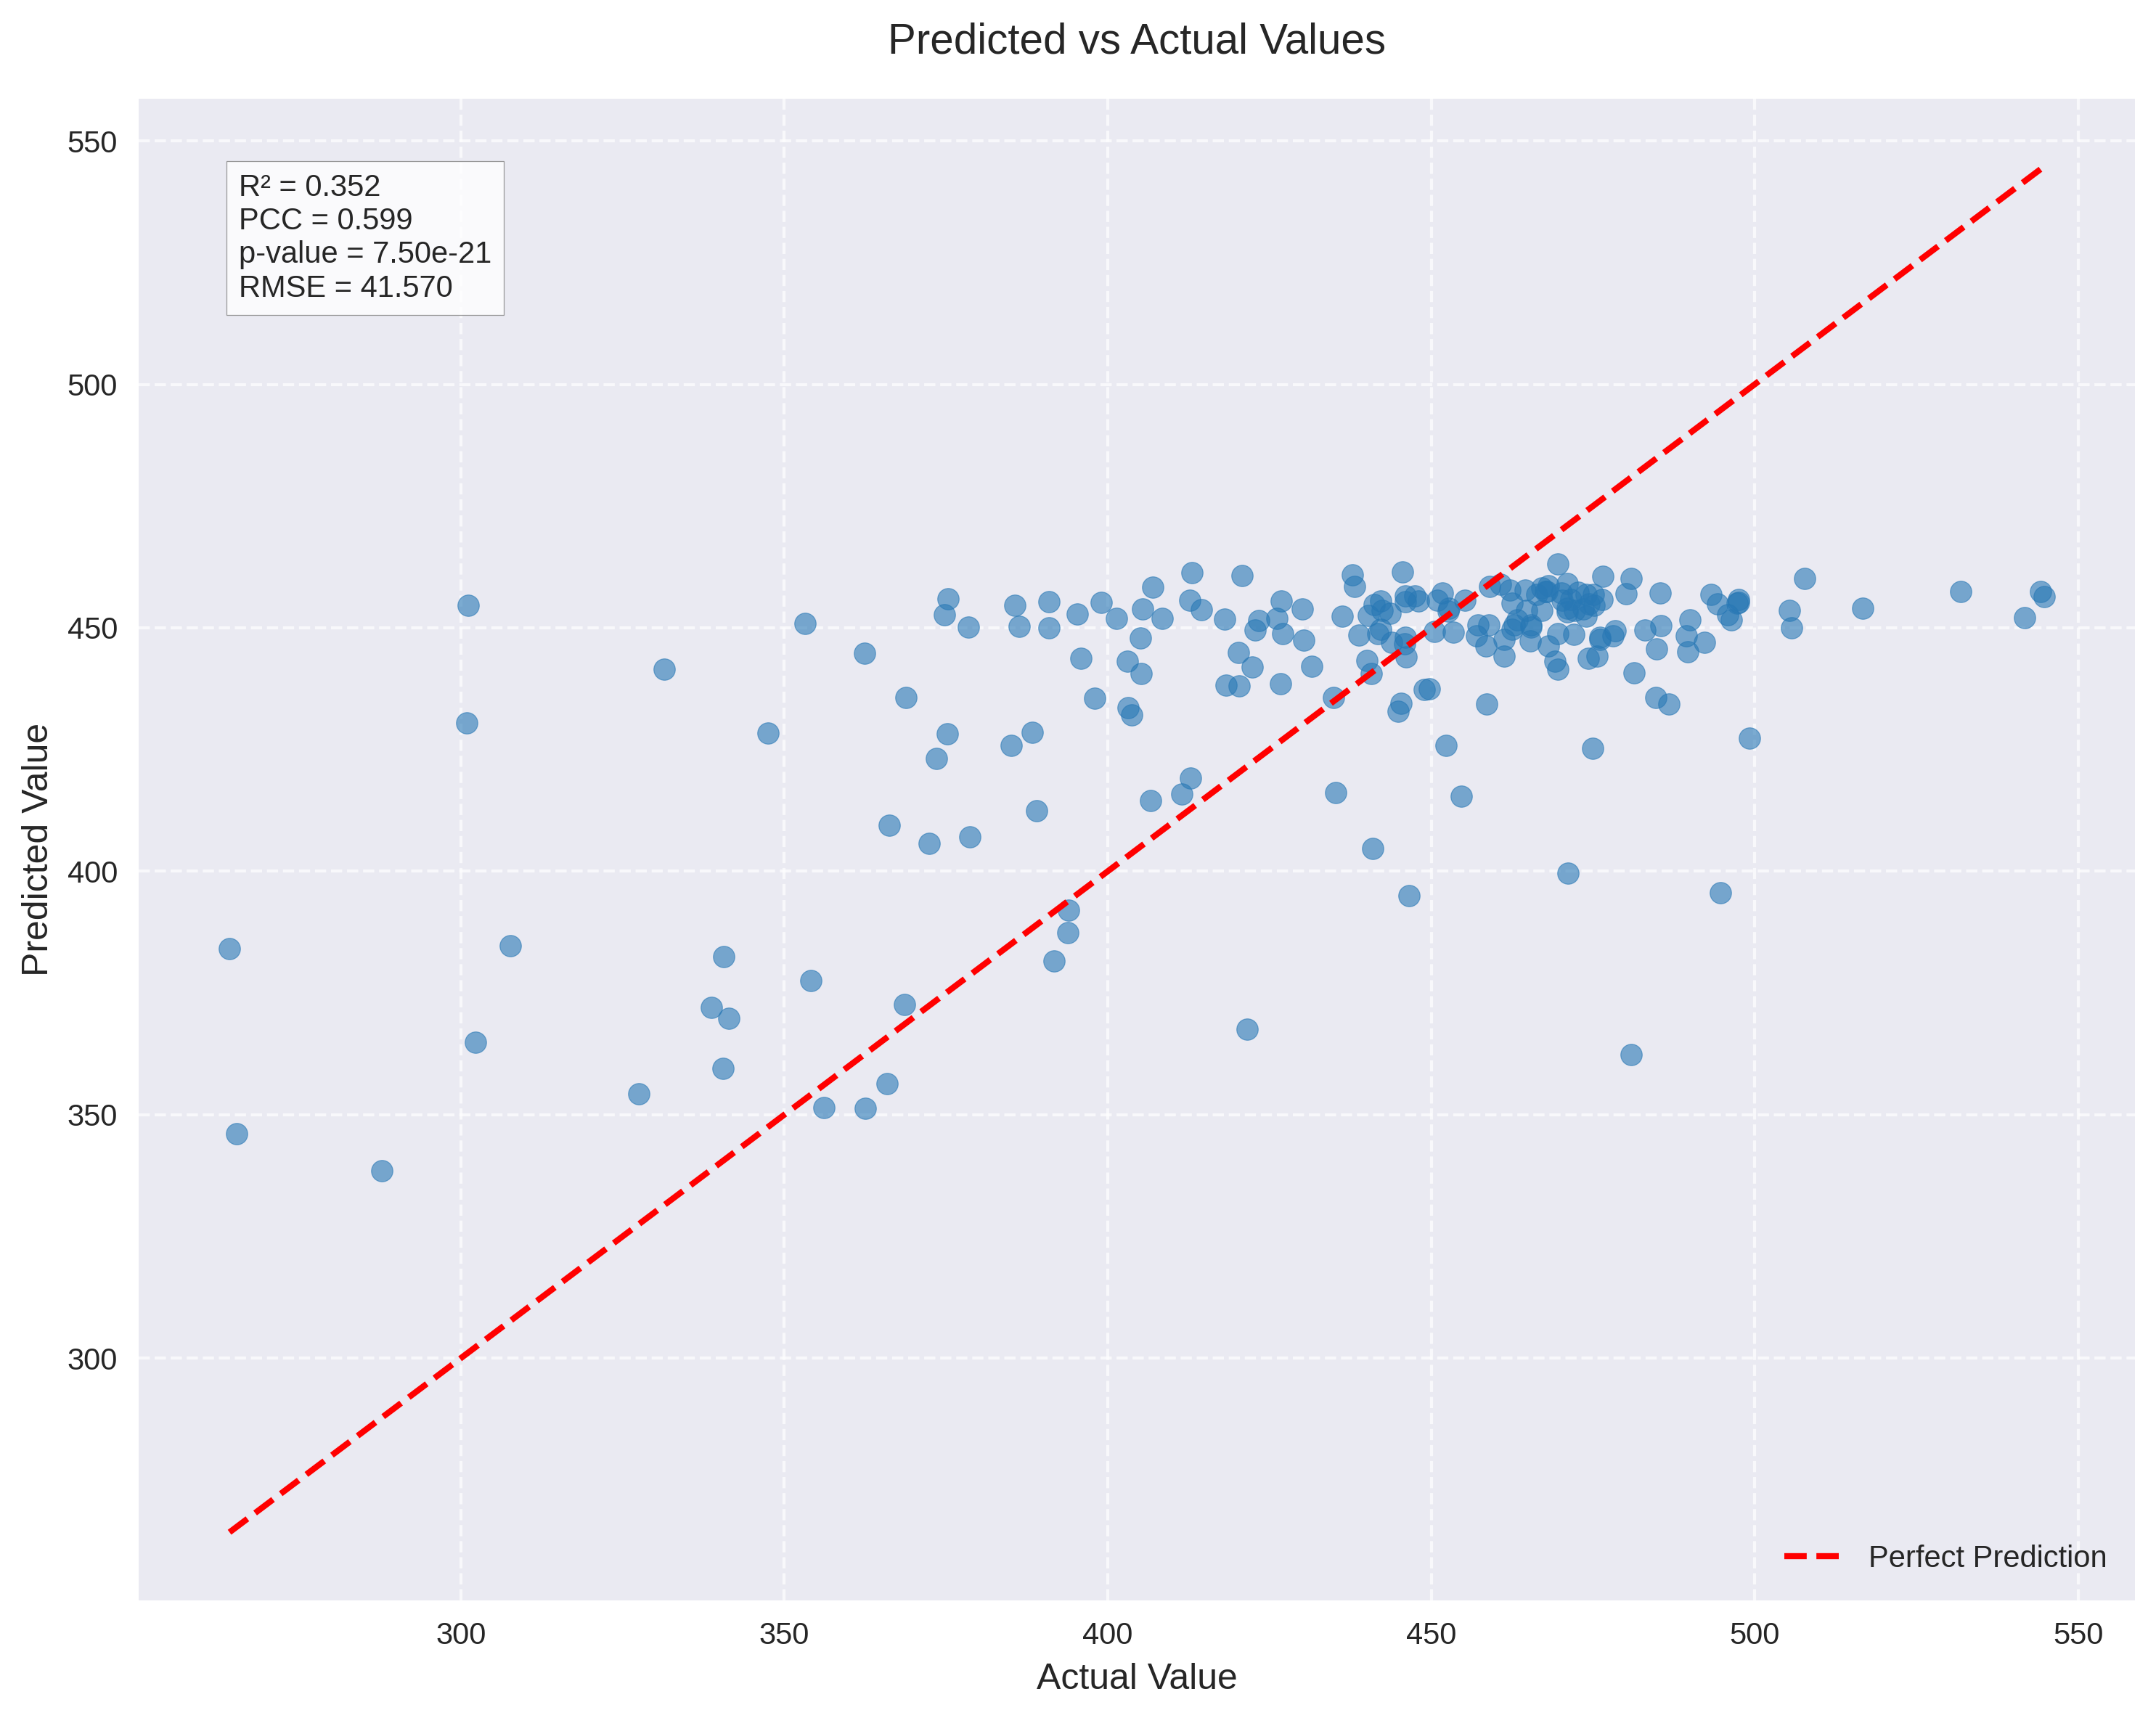 Predicted vs Actual Values
550
500
450
400
350
300
R² = 0.352
PCC = 0.599
p-value = 7.50e-21
RMSE = 41.570
Predicted Value
Perfect Prediction
300
350
400
450
500
550
Actual Value